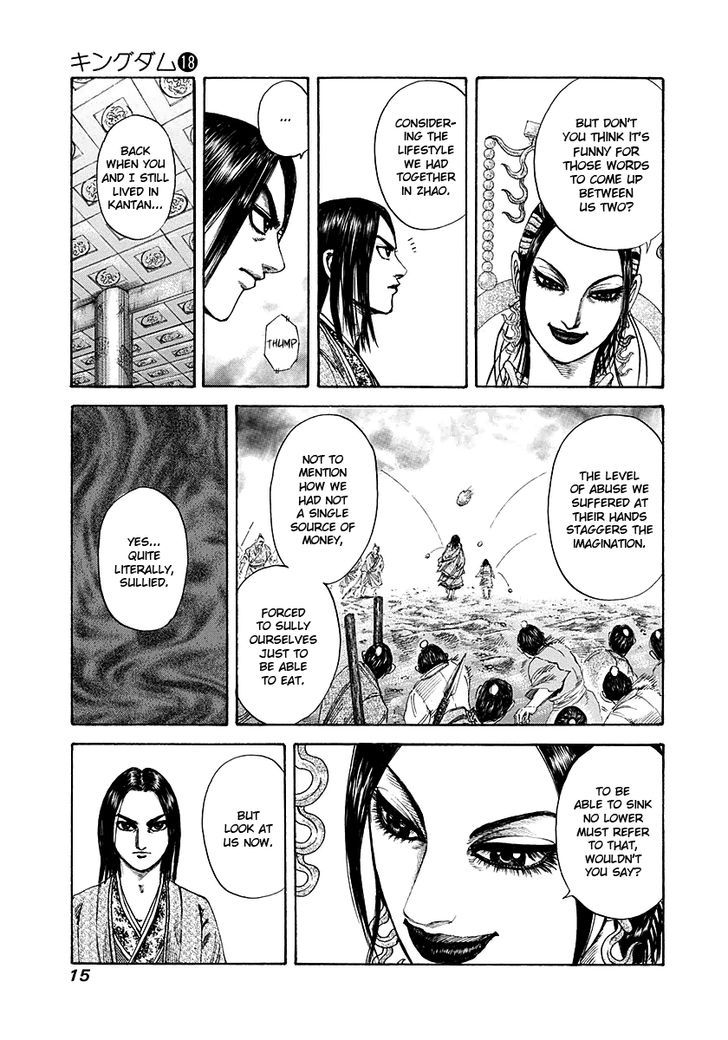 キングダム⓲
BUT DON'T
YOU THINK IT'S
FUNNY FOR
THOSE WORDS
TO COME UP
BETWEEN
US TWO?
CONSIDER-
ING THE
LIFESTYLE
WE HAD
TOGETHER
IN ZHAO.
...
THUMP
BACK
WHEN YOU
AND I STILL
LIVED IN
KANTAN...
THE LEVEL
OF ABUSE WE
SUFFERED AT
THEIR HANDS
STAGGERS THE
IMAGINATION.
NOT TO
MENTION
HOW WE
HAD NOT
A SINGLE
SOURCE OF
MONEY,
FORCED
TO SULLY
OURSELVES
JUST TO
BE ABLE
TO EAT.
YES...
QUITE
LITERALLY,
SULLIED.
TO BE
ABLE TO SINK
NO LOWER
MUST REFER
TO THAT,
WOULDN'T
YOU SAY?
BUT
LOOK AT
US NOW.
15